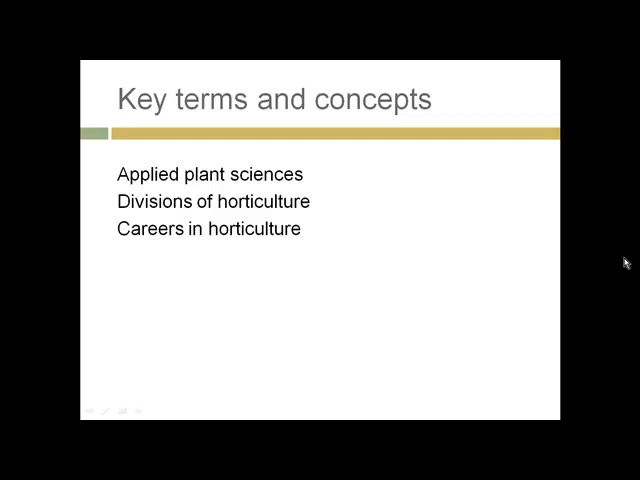 Key terms and concepts
Applied plant sciences
Divisions of horticulture
Careers in horticulture